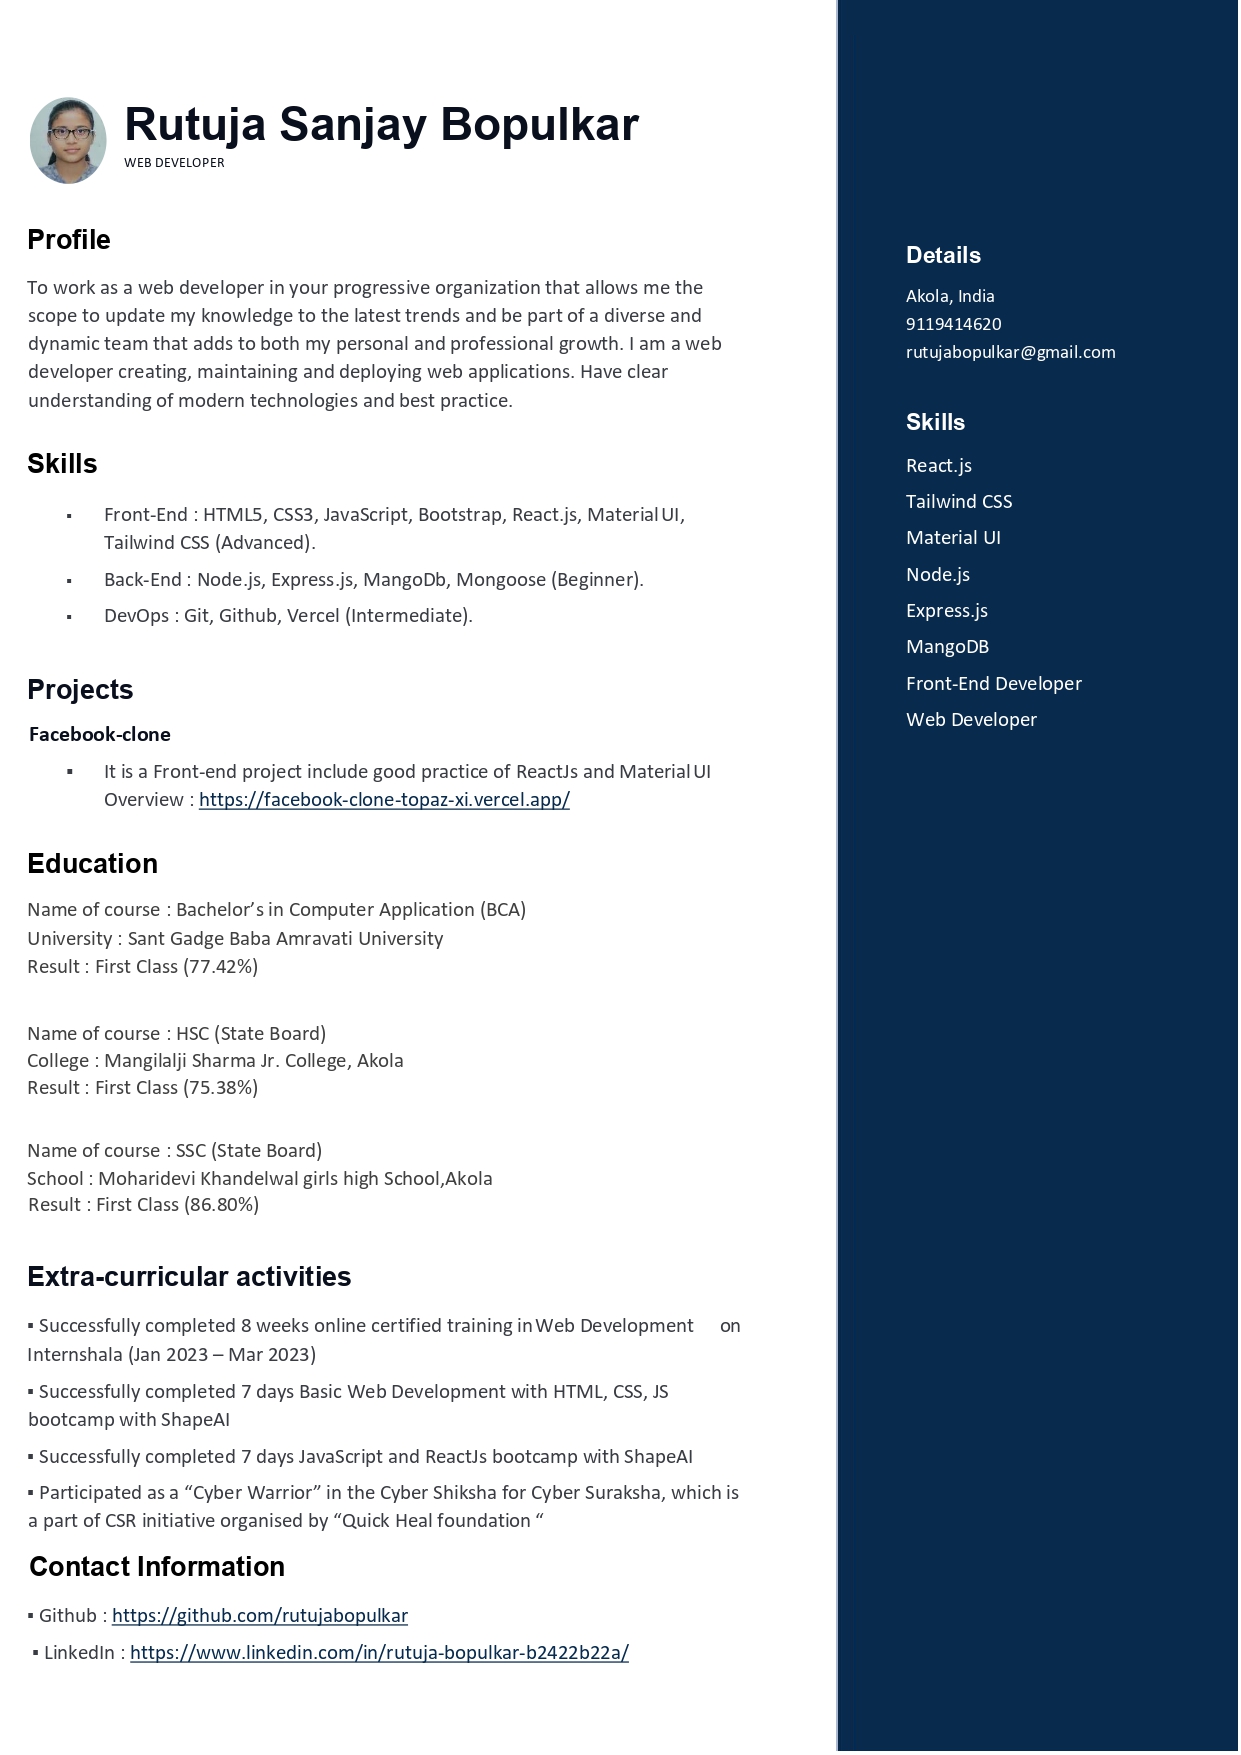 Rutuja Sanjay Bopulkar
WEB DEVELOPER
Profile
To work as a web developer in your progressive organization that allows me the
scope to update my knowledge to the latest trends and be part of a diverse and
dynamic team that adds to both my personal and professional growth. I am a web
developer creating, maintaining and deploying web applications. Have clear
understanding of modern technologies and best practice.
Skills
▪ Front-End : HTML5, CSS3, JavaScript, Bootstrap, React.js, Material UI,
Tailwind CSS (Advanced).
▪ Back-End : Node.js, Express.js, MangoDb, Mongoose (Beginner).
▪ DevOps : Git, Github, Vercel (Intermediate).
Projects
Facebook-clone
▪ It is a Front-end project include good practice of ReactJs and Material UI
Overview : https://facebook-clone-topaz-xi.vercel.app/
Education
Name of course : Bachelor’s in Computer Application (BCA)
University : Sant Gadge Baba Amravati University
Result : First Class (77.42%)
Name of course : HSC (State Board)
College : Mangilalji Sharma Jr. College, Akola
Result : First Class (75.38%)
Name of course : SSC (State Board)
School : Moharidevi Khandelwal girls high School,Akola
Result : First Class (86.80%)
Extra-curricular activities
▪ Successfully completed 8 weeks online certified training in Web Development on
Internshala (Jan 2023 – Mar 2023)
▪ Successfully completed 7 days Basic Web Development with HTML, CSS, JS
bootcamp with ShapeAI
▪ Successfully completed 7 days JavaScript and ReactJs bootcamp with ShapeAI
▪ Participated as a “Cyber Warrior” in the Cyber Shiksha for Cyber Suraksha, which is
a part of CSR initiative organised by “Quick Heal foundation “
Contact Information
▪ Github : https://github.com/rutujabopulkar
▪ LinkedIn : https://www.linkedin.com/in/rutuja-bopulkar-b2422b22a/
Details
Akola, India
9119414620
rutujabopulkar@gmail.com
Skills
React.js
Tailwind CSS
Material UI
Node.js
Express.js
MangoDB
Front-End Developer
Web Developer